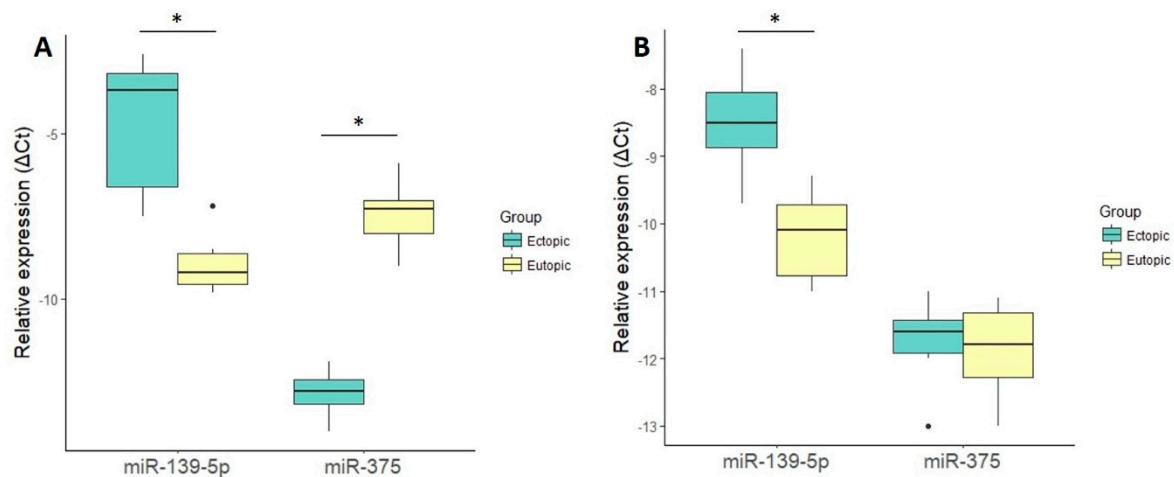 A
*
*
-5
-10
Relative expression (ΔCt)
miR-139-5p
miR-375
Group
Ectopic
Eutopic
B
*
-8
-9
-10
-11
-12
-13
Relative expression (ΔCt)
miR-139-5p
miR-375
Group
Ectopic
Eutopic